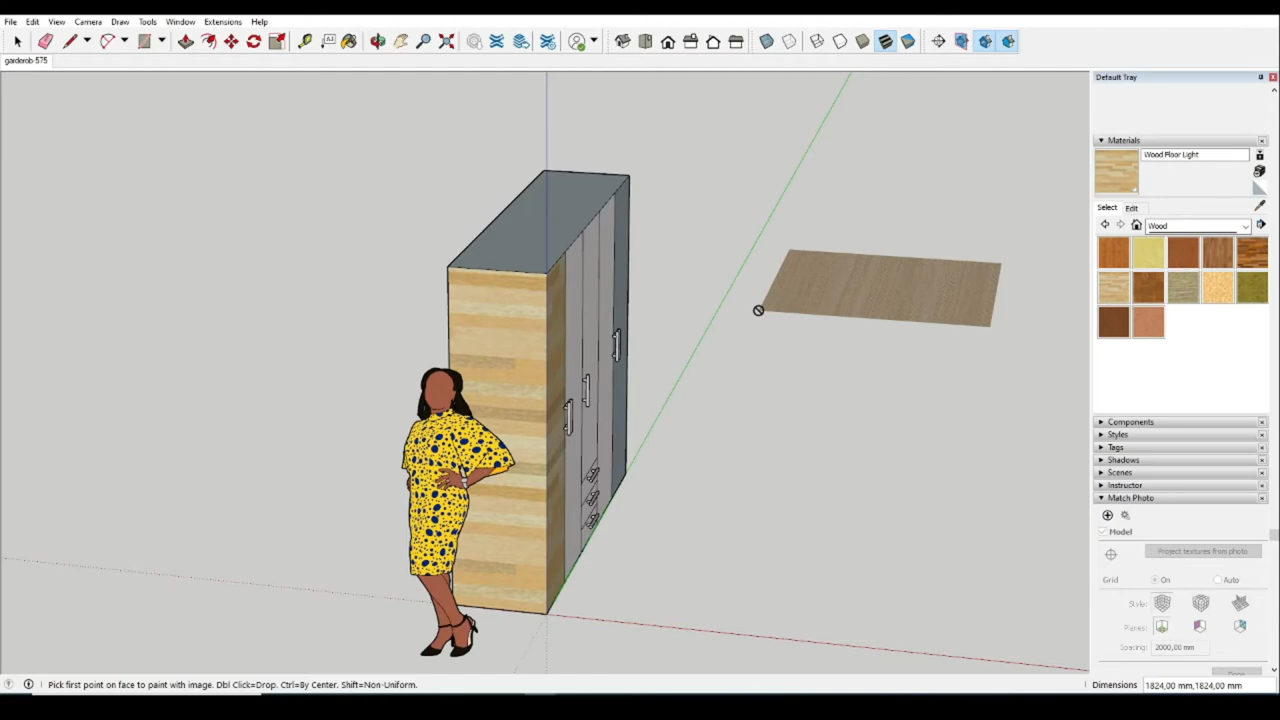 File Edit View Camera Draw Tools Window Extensions Help
garderob-575
Default Tray
Materials
Wood Floor Light
Select Edit
Wood
Components
Styles
Tags
Shadows
Scenes
Instructor
Match Photo
Model
Project textures from photo
Grid On Auto
Style:
Planes:
Spacing: 2000,00 mm
Pick first point on face to paint with image. Dbl Click=Drop. Ctrl=By Center. Shift=Non-Uniform.
Dimensions 1824,00 mm,1824,00 mm